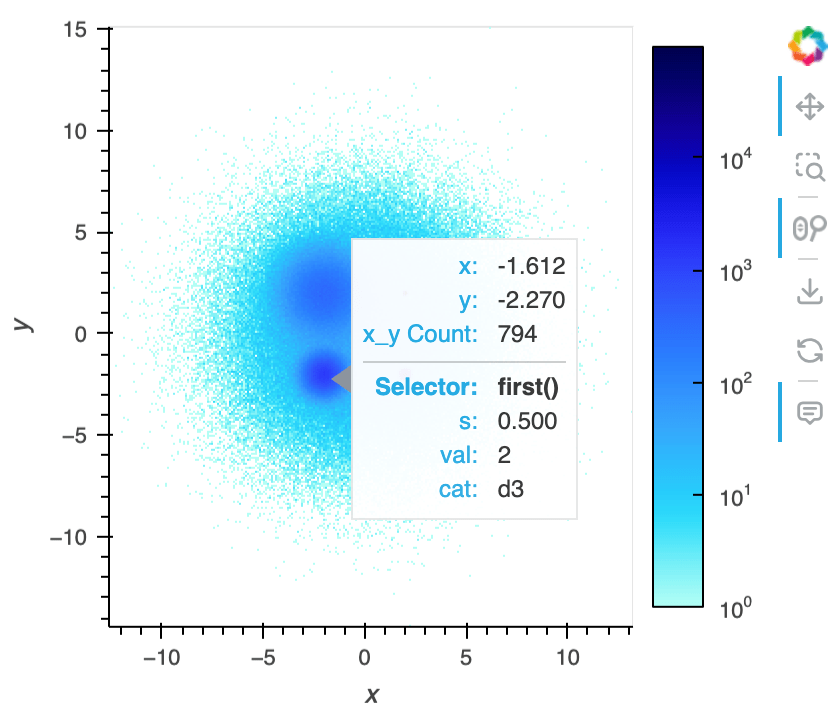 15
10
5
0
−5
−10
y
−10
−5
0
5
10
x
x: -1.612
y: -2.270
x_y Count: 794
Selector: first()
s: 0.500
val: 2
cat: d3
10⁴
10³
10²
10¹
10⁰